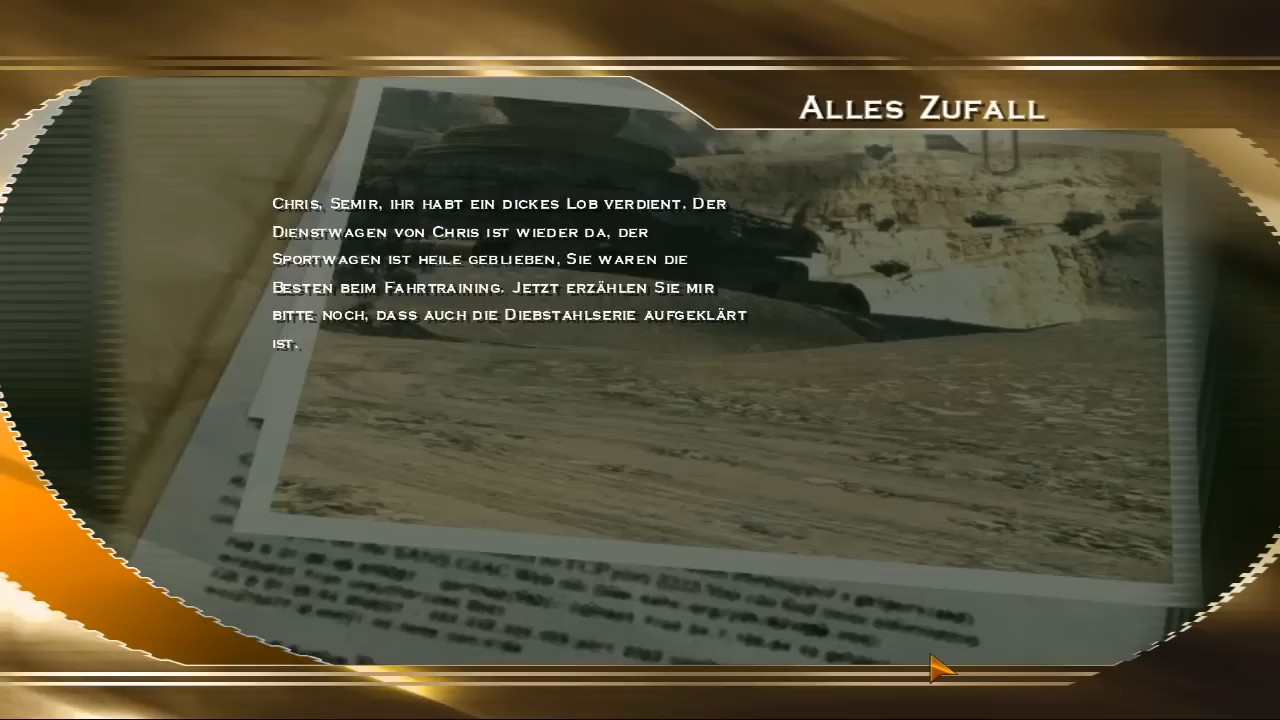 Alles Zufall
Chris, Semir, ihr habt ein dickes Lob verdient. Der
Dienstwagen von Chris ist wieder da, der
Sportwagen ist heile geblieben, Sie waren die
Besten beim Fahrtraining. Jetzt erzählen Sie mir
bitte noch, dass auch die Diebstahlserie aufgeklärt
ist.